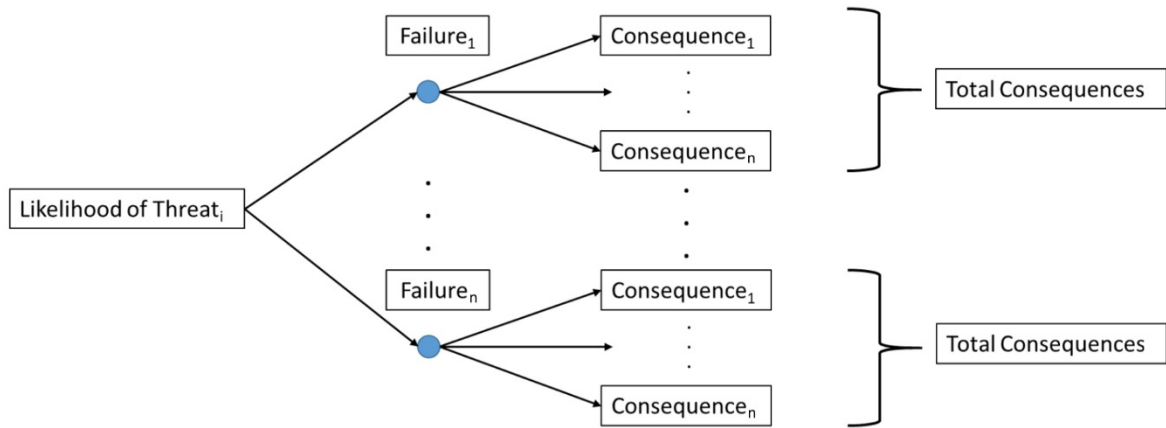 Failure₁
Consequence₁
Total Consequences
Consequenceₙ
Likelihood of Threatᵢ
Failureₙ
Consequence₁
Total Consequences
Consequenceₙ